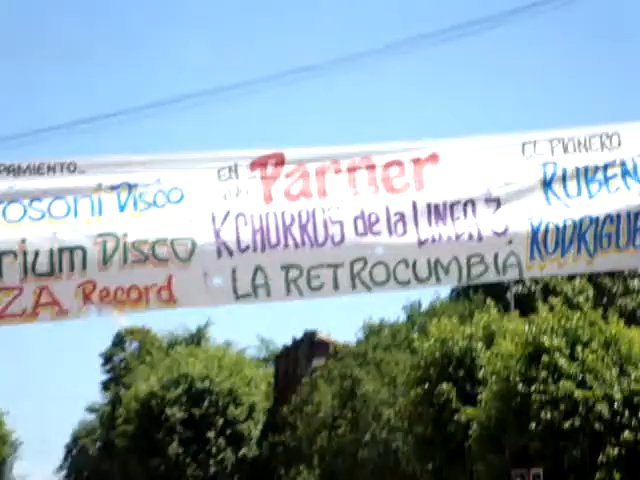 PAMIENTO..
osoni Disco
rium Disco
ZA Record
EN
Parner
KCHORROS de la LINEA 3
LA RETROCUMBIA
EL PIONERO
RUBEN
RODRIGUE